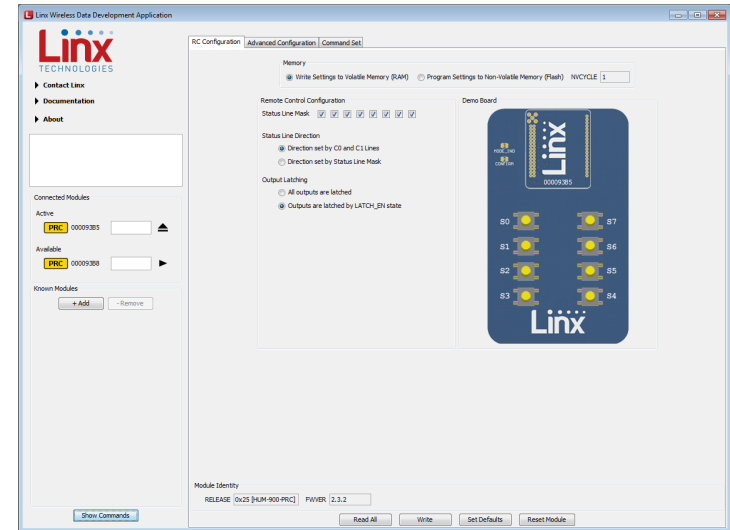 Linx Wireless Data Development Application
Linx
TECHNOLOGIES
Contact Linx
Documentation
About
Connected Modules
Active
PRC 000093B5
Available
PRC 000093B8
Known Modules
+ Add - Remove
Show Commands
RC Configuration Advanced Configuration Command Set
Memory
Write Settings to Volatile Memory (RAM) Program Settings to Non-Volatile Memory (Flash) NVCYCLE 1
Remote Control Configuration
Status Line Mask
Status Line Direction
Direction set by C0 and C1 Lines
Direction set by Status Line Mask
Output Latching
All outputs are latched
Outputs are latched by LATCH_EN state
Demo Board
Linx
MODE_IND
CONFIRM
000093B5
S0 S7
S1 S6
S2 S5
S3 S4
Linx
Module Identity
RELEASE 0x25 [HUM-900-PRC] FWVER 2.3.2
Read All Write Set Defaults Reset Module